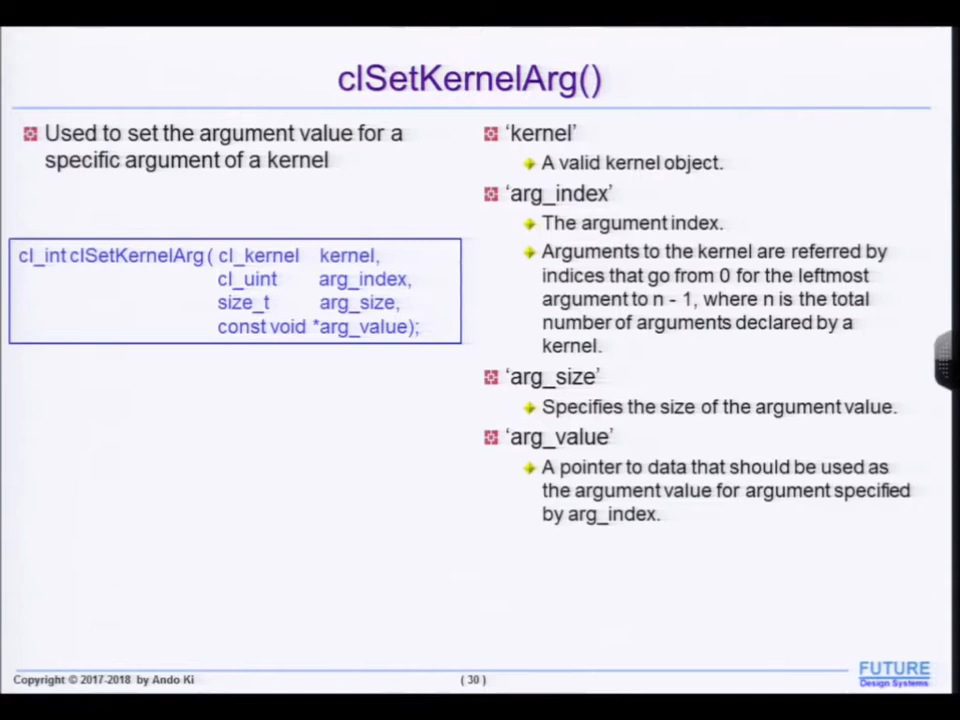 clSetKernelArg()
Used to set the argument value for a
specific argument of a kernel
cl_int clSetKernelArg ( cl_kernel kernel,
cl_uint arg_index,
size_t arg_size,
const void *arg_value);
‘kernel’
A valid kernel object.
‘arg_index’
The argument index.
Arguments to the kernel are referred by
indices that go from 0 for the leftmost
argument to n - 1, where n is the total
number of arguments declared by a
kernel.
‘arg_size’
Specifies the size of the argument value.
‘arg_value’
A pointer to data that should be used as
the argument value for argument specified
by arg_index.
Copyright © 2017-2018 by Ando Ki
( 30 )
FUTURE
Design Systems